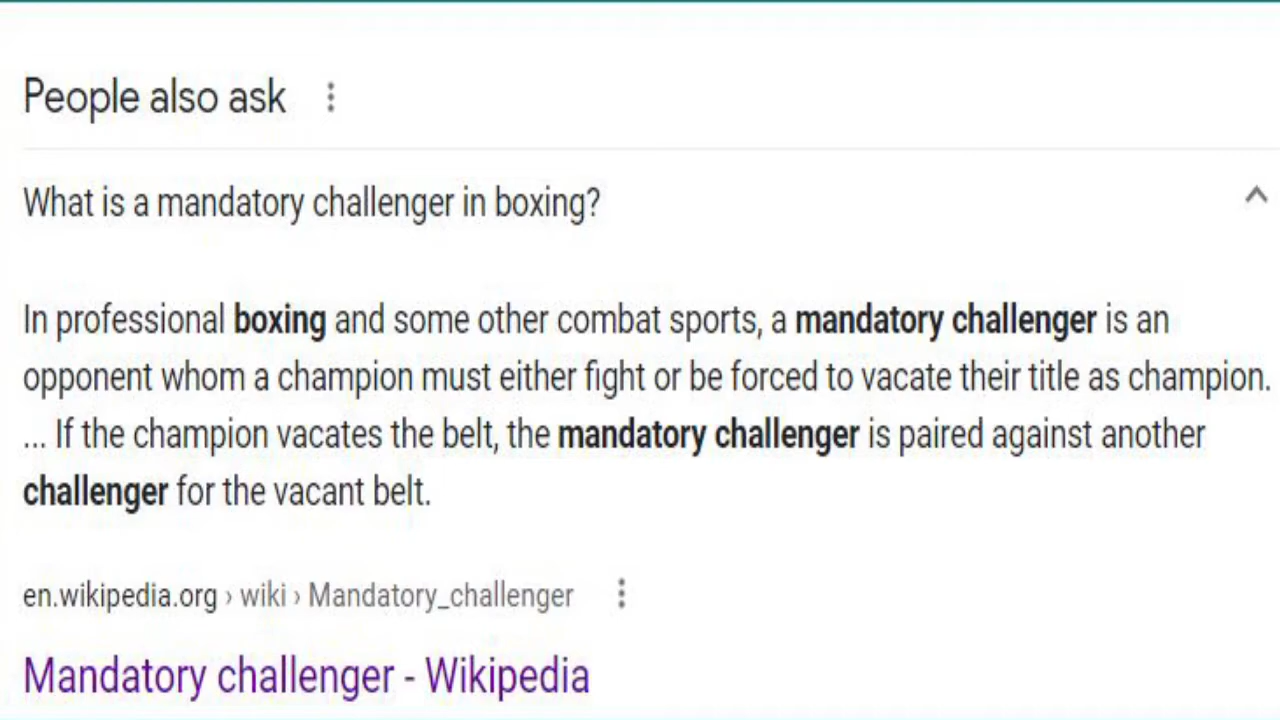 People also ask
What is a mandatory challenger in boxing?
In professional boxing and some other combat sports, a mandatory challenger is an
opponent whom a champion must either fight or be forced to vacate their title as champion.
... If the champion vacates the belt, the mandatory challenger is paired against another
challenger for the vacant belt.
en.wikipedia.org › wiki › Mandatory_challenger
Mandatory challenger - Wikipedia